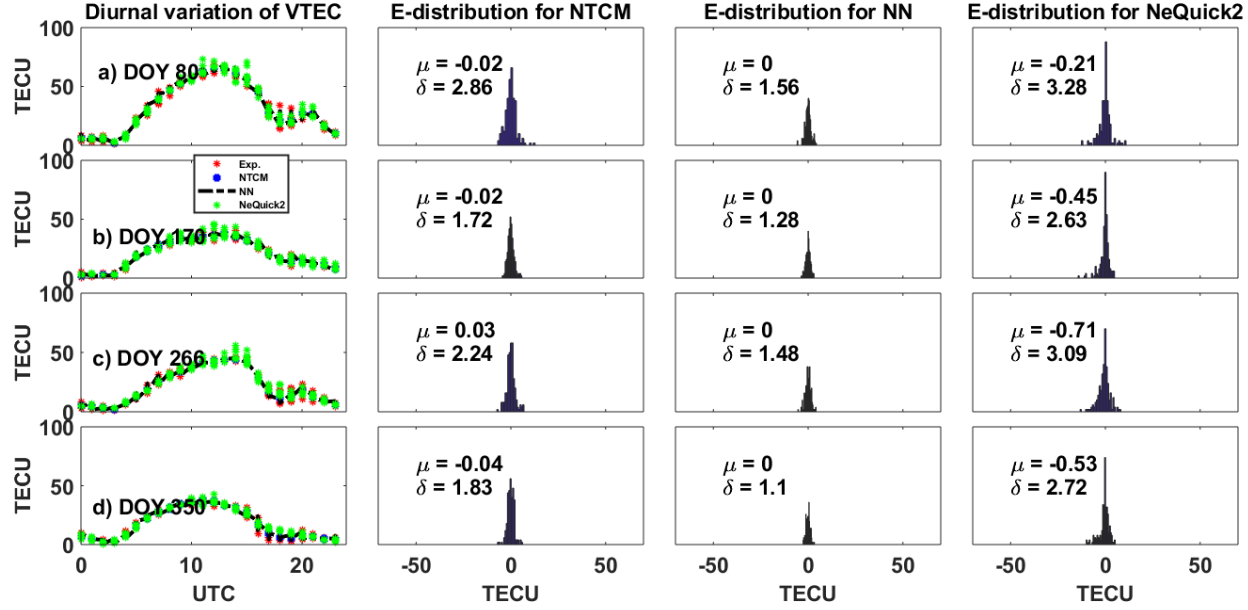 Diurnal variation of VTEC
E-distribution for NTCM
E-distribution for NN
E-distribution for NeQuick2
100
50
0
TECU
a) DOY 80
μ = -0.02
δ = 2.86
μ = 0
δ = 1.56
μ = -0.21
δ = 3.28
Exp.
NTCM
NN
NeQuick2
100
50
0
TECU
b) DOY 170
μ = -0.02
δ = 1.72
μ = 0
δ = 1.28
μ = -0.45
δ = 2.63
100
50
0
TECU
c) DOY 266
μ = 0.03
δ = 2.24
μ = 0
δ = 1.48
μ = -0.71
δ = 3.09
100
50
0
TECU
d) DOY 350
μ = -0.04
δ = 1.83
μ = 0
δ = 1.1
μ = -0.53
δ = 2.72
0 10 20
UTC
-50 0 50
TECU
-50 0 50
TECU
-50 0 50
TECU